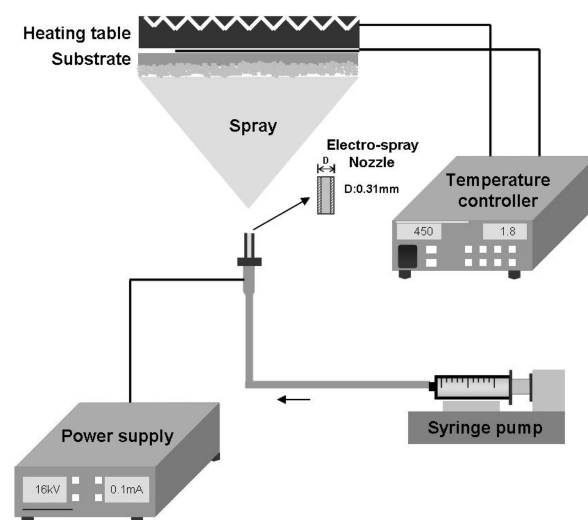 Heating table
Substrate
Spray
Electro-spray
Nozzle
D
D:0.31mm
Temperature
controller
450
1.8
Power supply
16kV
0.1mA
Syringe pump